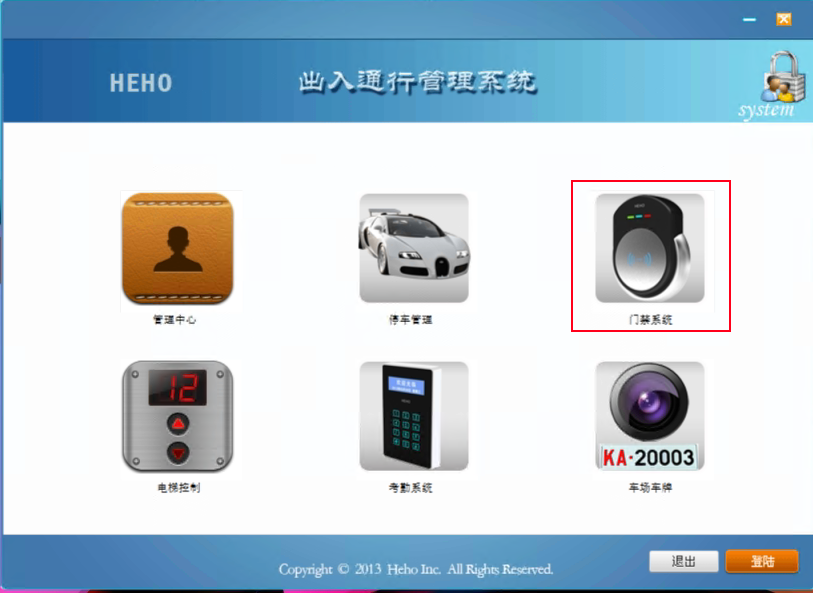 HEHO
出入通行管理系统
system
管理中心
停车管理
HEHO
门禁系统
12
HEHO
KA·20003
电梯控制
考勤系统
车场车牌
退出
登陆
Copyright © 2013 Heho Inc. All Rights Reserved.